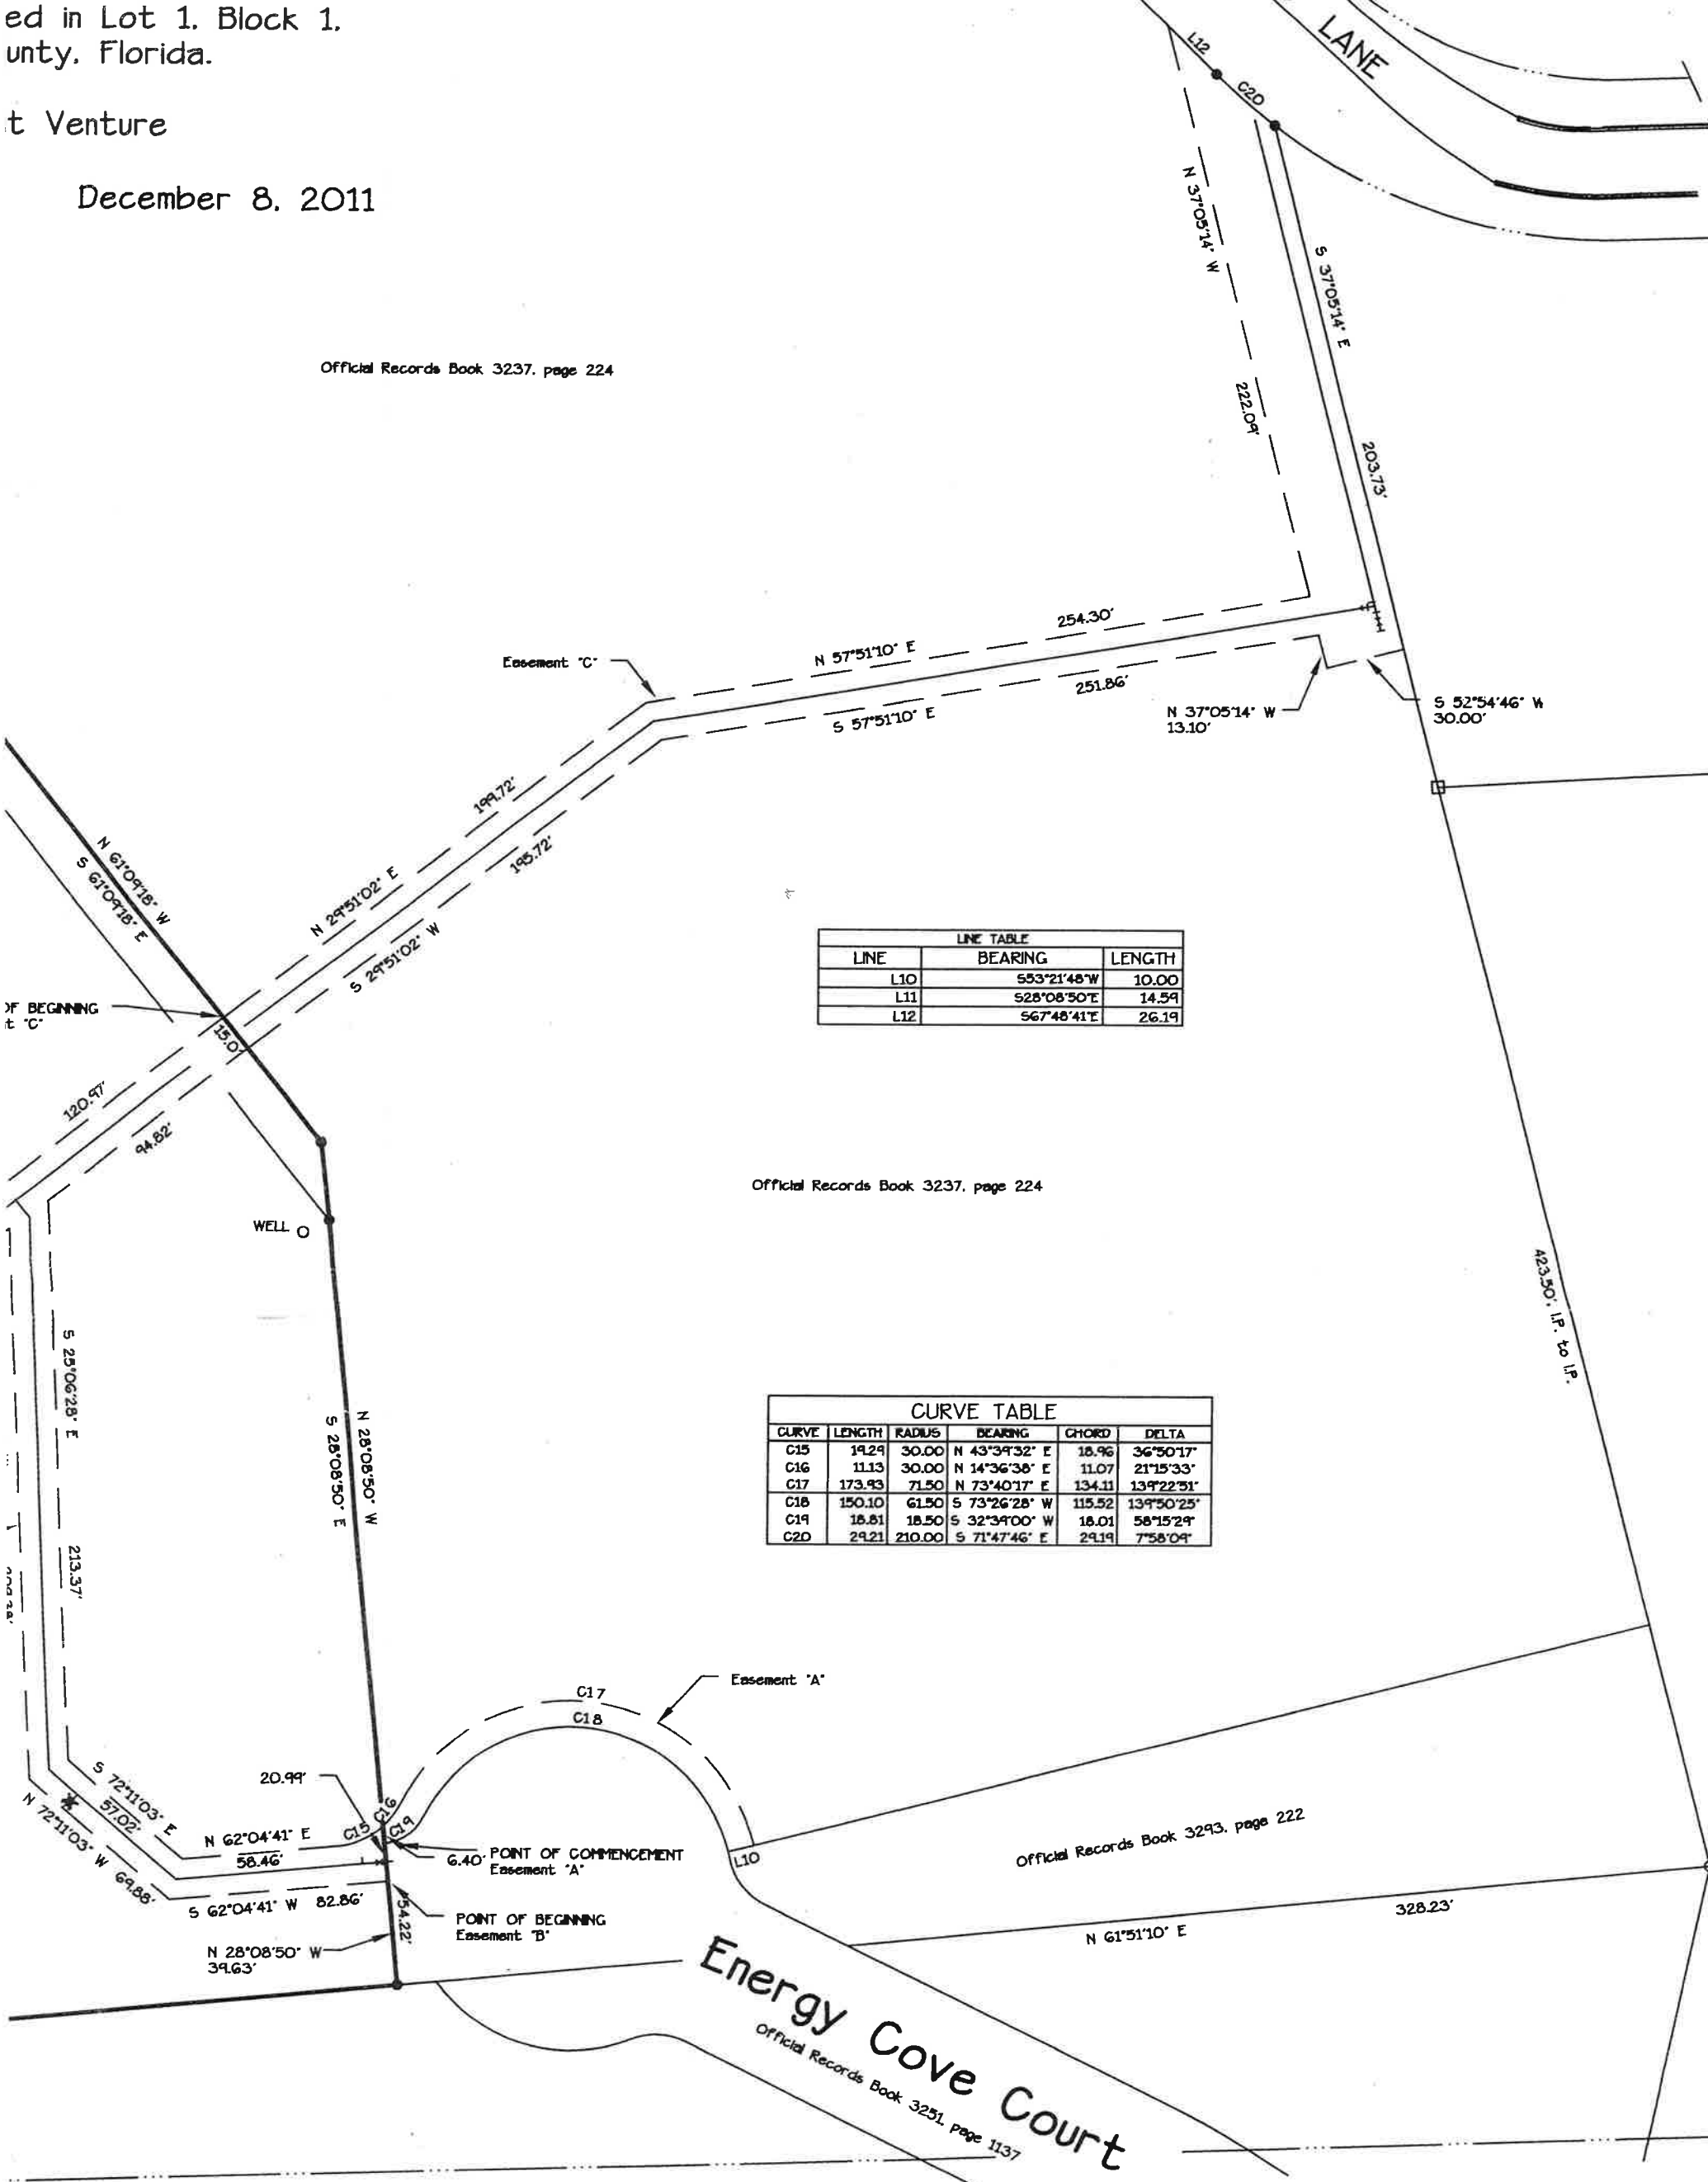 ed in Lot 1, Block 1,
unty, Florida.
t Venture
December 8, 2011
LANE
L12
C20
N 37°05'14" W
222.09'
S 37°05'14" E
203.73'
Official Records Book 3237, page 224
254.30'
N 57°51'10" E
Easement "C"
251.86'
S 57°51'10" E
N 37°05'14" W
13.10'
S 52°54'46" W
30.00'
199.72'
195.72'
N 29°51'02" E
S 29°51'02" W
N 61°09'18" W
S 61°09'18" E
OF BEGINNING
t "C"
15.0'
120.97'
94.82'
LINE TABLE
LINE BEARING LENGTH
L10 S53°21'48"W 10.00
L11 S28°08'50"E 14.59
L12 S67°48'41"E 26.19
Official Records Book 3237, page 224
WELL
423.50', I.P. to I.P.
S 25°06'28" E
213.37'
N 28°08'50" W
S 28°08'50" E
CURVE TABLE
CURVE LENGTH RADIUS BEARING CHORD DELTA
C15 19.29 30.00 N 43°39'32" E 18.96 36°50'17"
C16 11.13 30.00 N 14°36'38" E 11.07 21°15'33"
C17 173.93 71.50 N 73°40'17" E 134.11 139°22'51"
C18 150.10 61.50 S 73°26'28" W 115.52 139°50'25"
C19 18.81 18.50 S 32°39'00" W 18.01 58°15'29"
C20 29.21 210.00 S 71°47'46" E 29.19 7°58'09"
Easement "A"
C17
C18
20.99'
C16
C15
C19
S 72°11'03" E
57.02'
N 72°11'03" W
69.88'
N 62°04'41" E
58.46'
S 62°04'41" W 82.86'
6.40'
POINT OF COMMENCEMENT
Easement "A"
POINT OF BEGINNING
Easement "B"
54.22'
N 28°08'50" W
39.63'
L10
Official Records Book 3293, page 222
328.23'
N 61°51'10" E
Energy Cove Court
Official Records Book 3251, page 1137